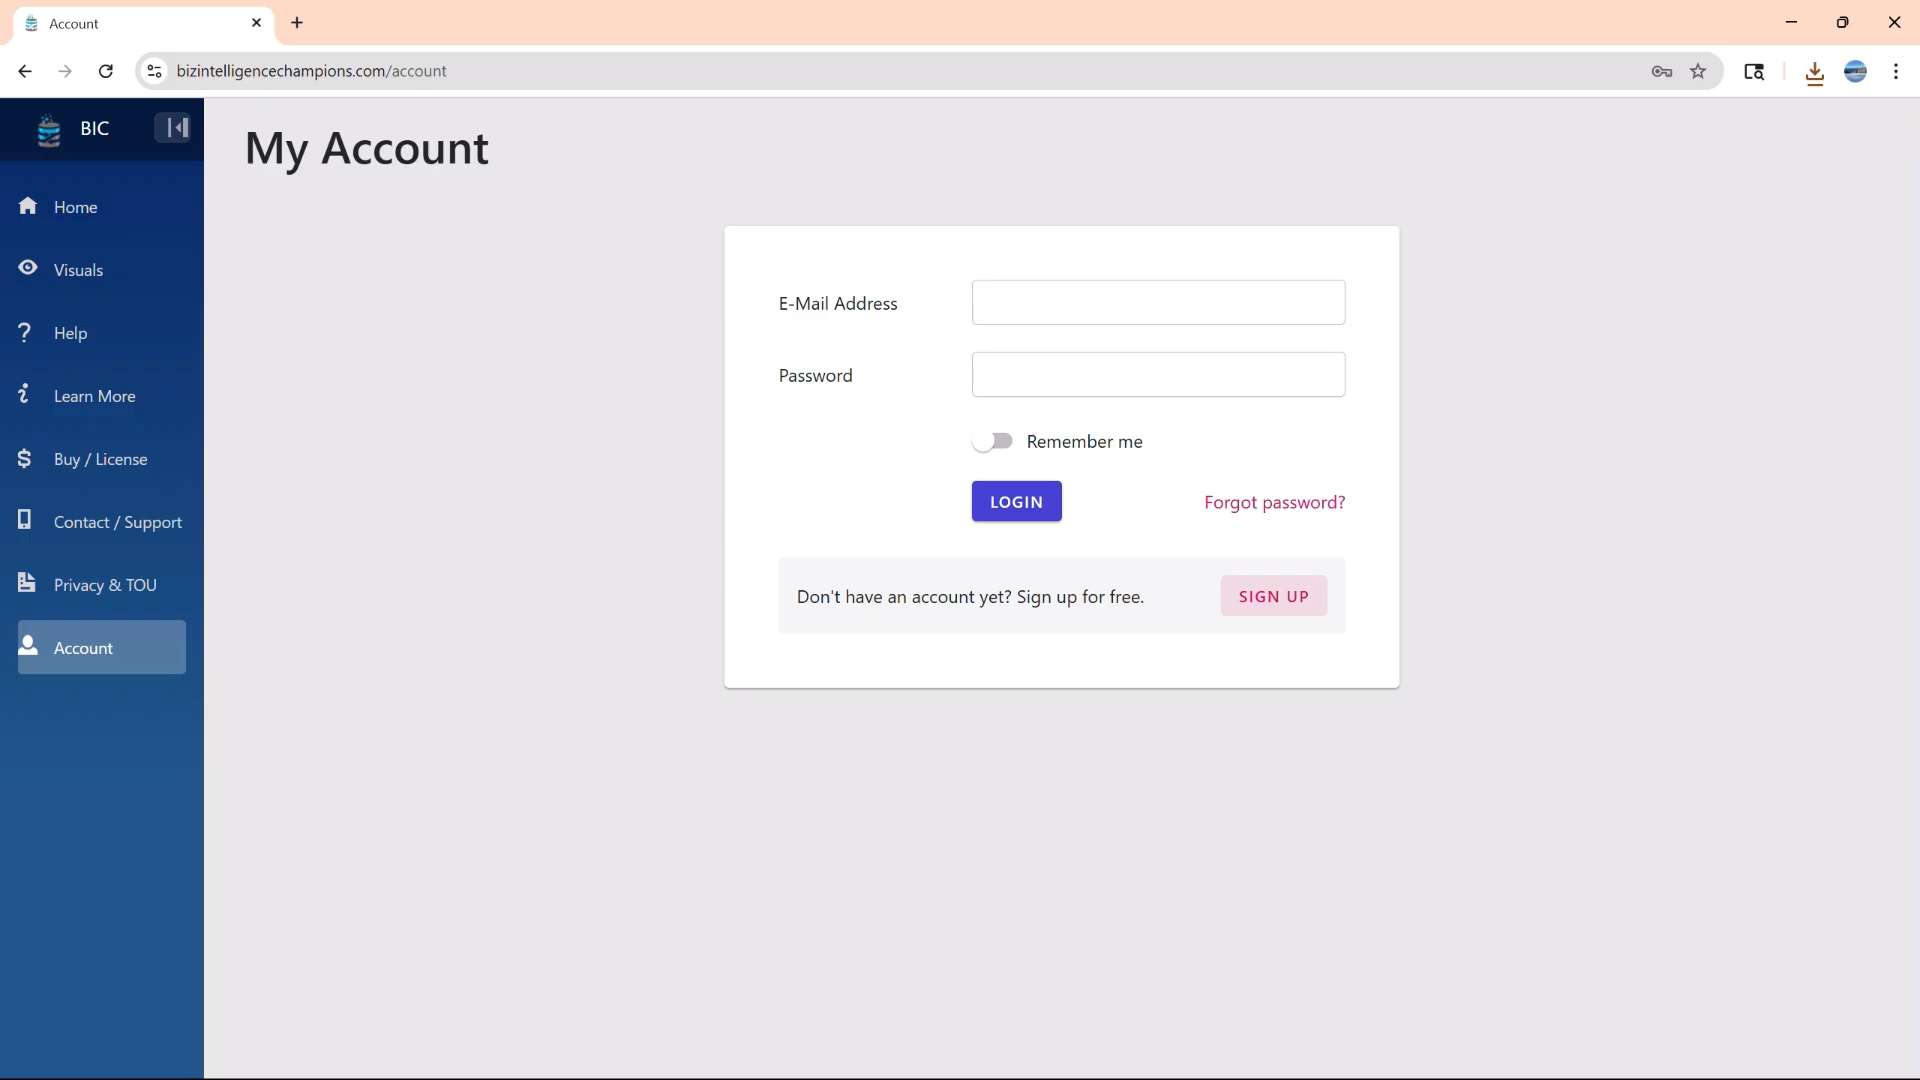 Account
bizintelligencechampions.com/account
BIC
Home
Visuals
Help
Learn More
Buy / License
Contact / Support
Privacy & TOU
Account
My Account
E-Mail Address
Password
Remember me
LOGIN
Forgot password?
Don't have an account yet? Sign up for free.
SIGN UP